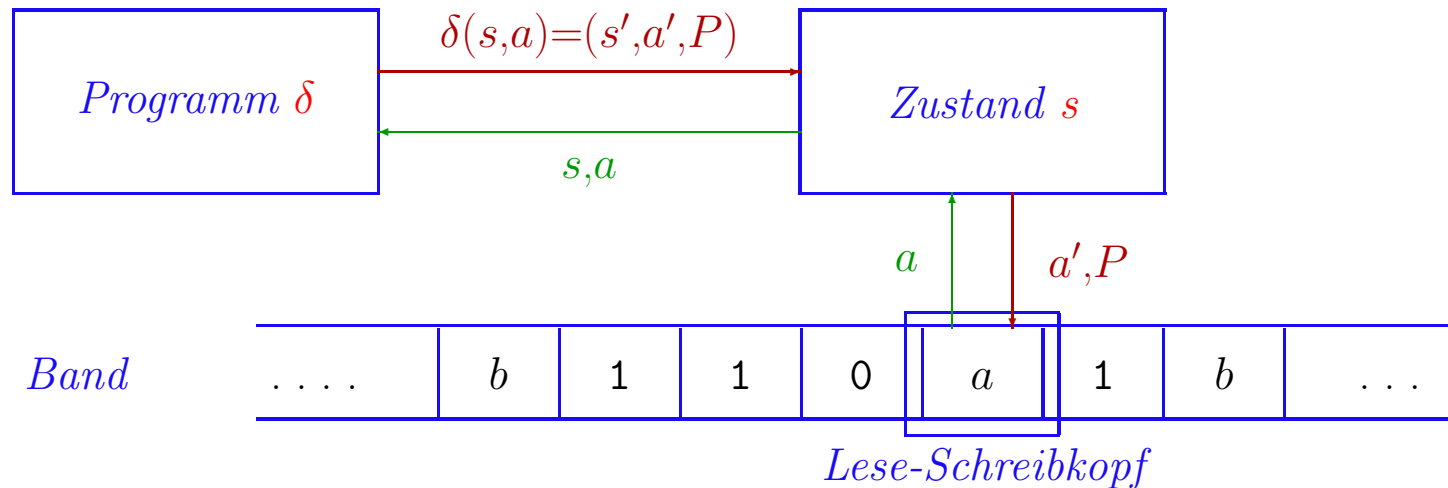 δ(s,a)=(s′,a′,P)
Programm δ
Zustand s
s,a
a
a′,P
Band . . . . b 1 1 0 a 1 b . . .
Lese-Schreibkopf